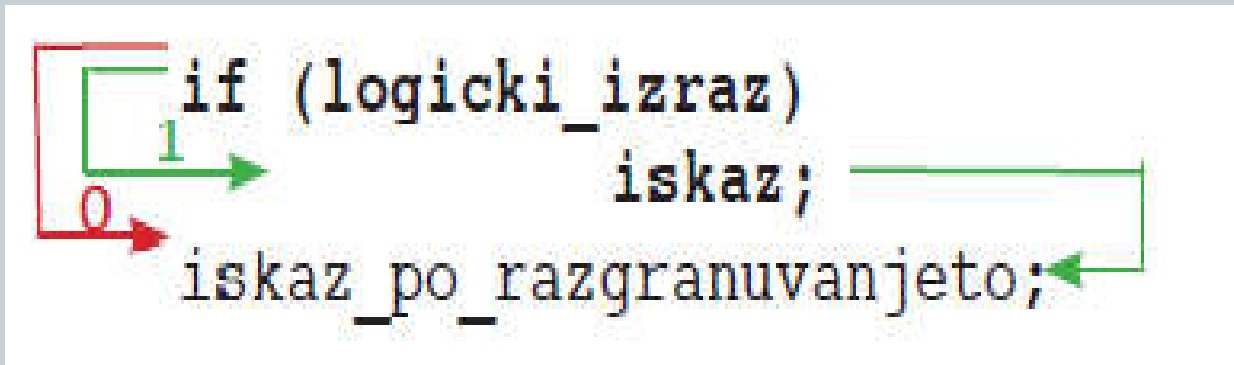 if (logicki_izraz)
1
iskaz;
0
iskaz_po_razgranuvanjeto;